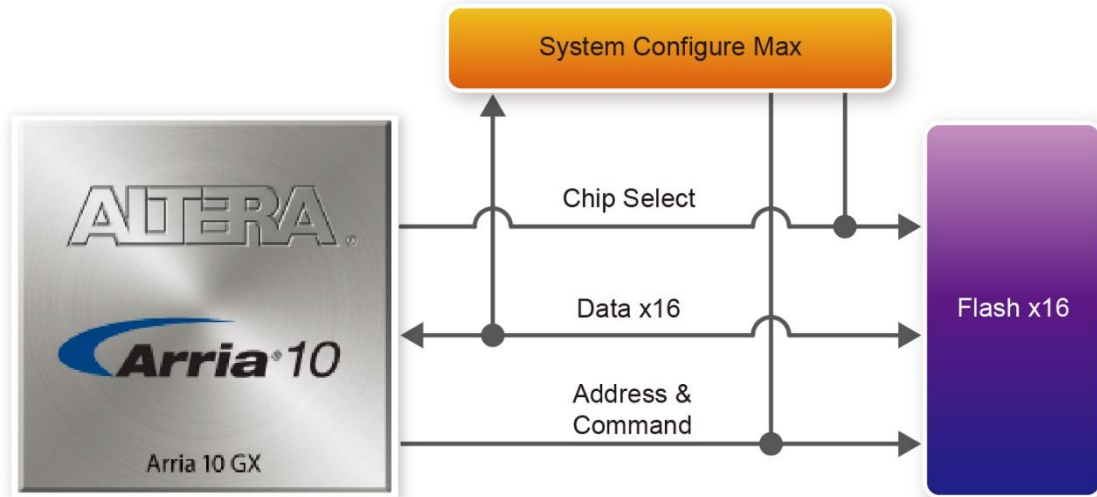 System Configure Max
ALTERA®
Arria® 10
Arria 10 GX
Chip Select
Data x16
Address &
Command
Flash x16